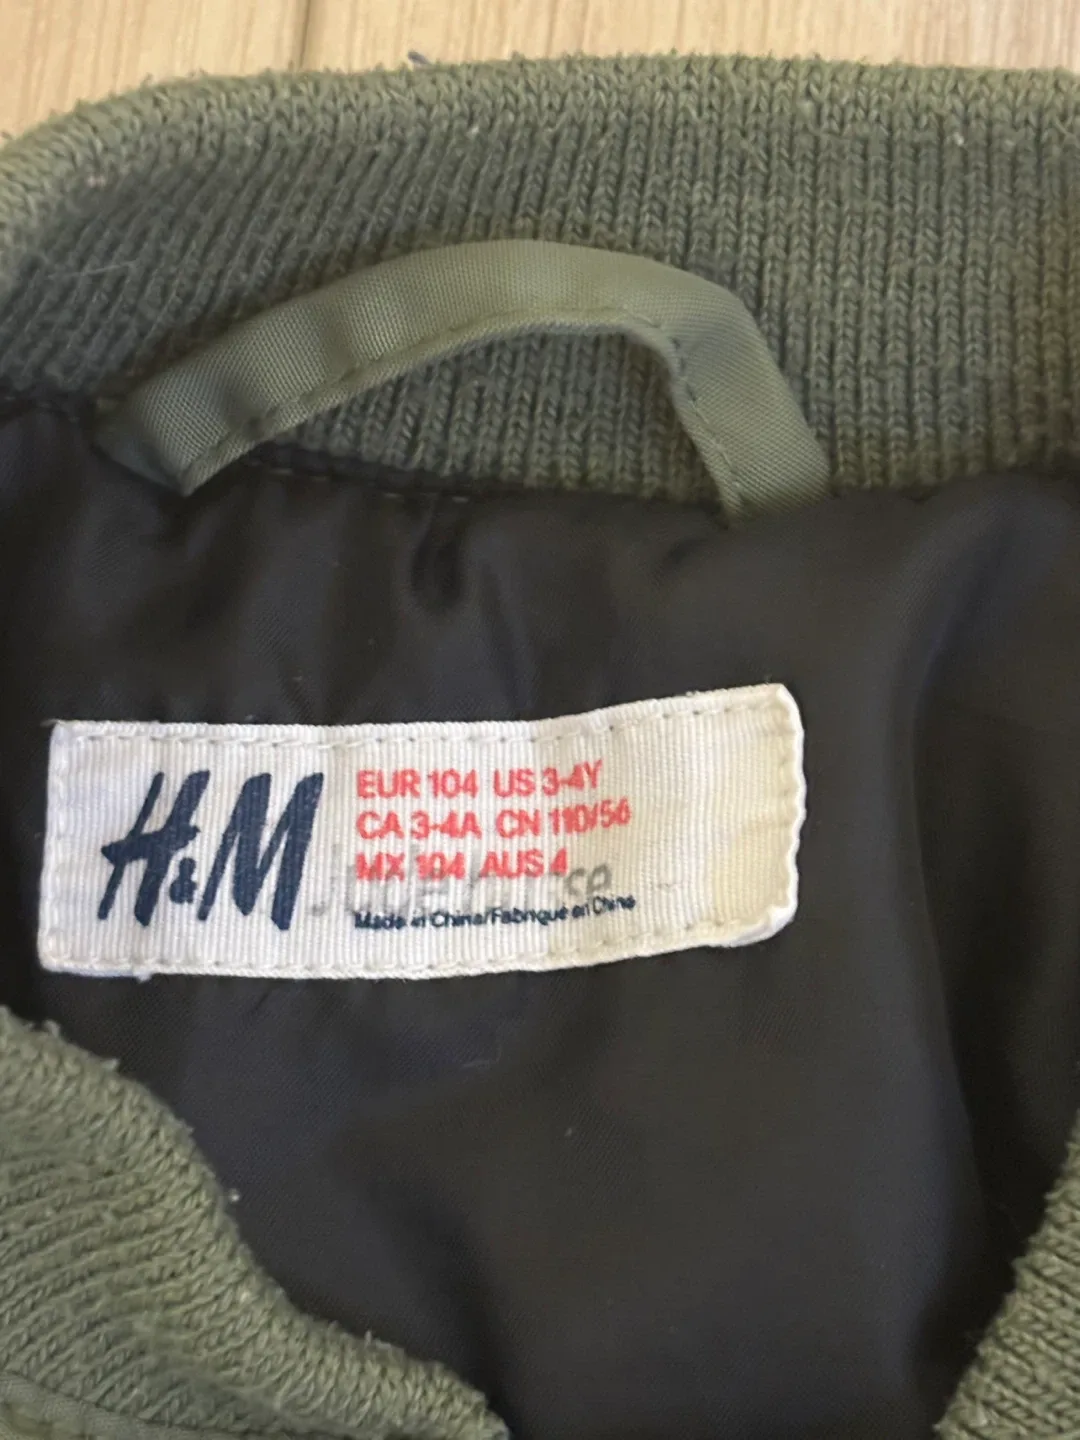 H&M
EUR 104 US 3-4Y
CA 3-4A CN 110/56
MX 104 AUS 4
Made in China/Fabriqué en Chine